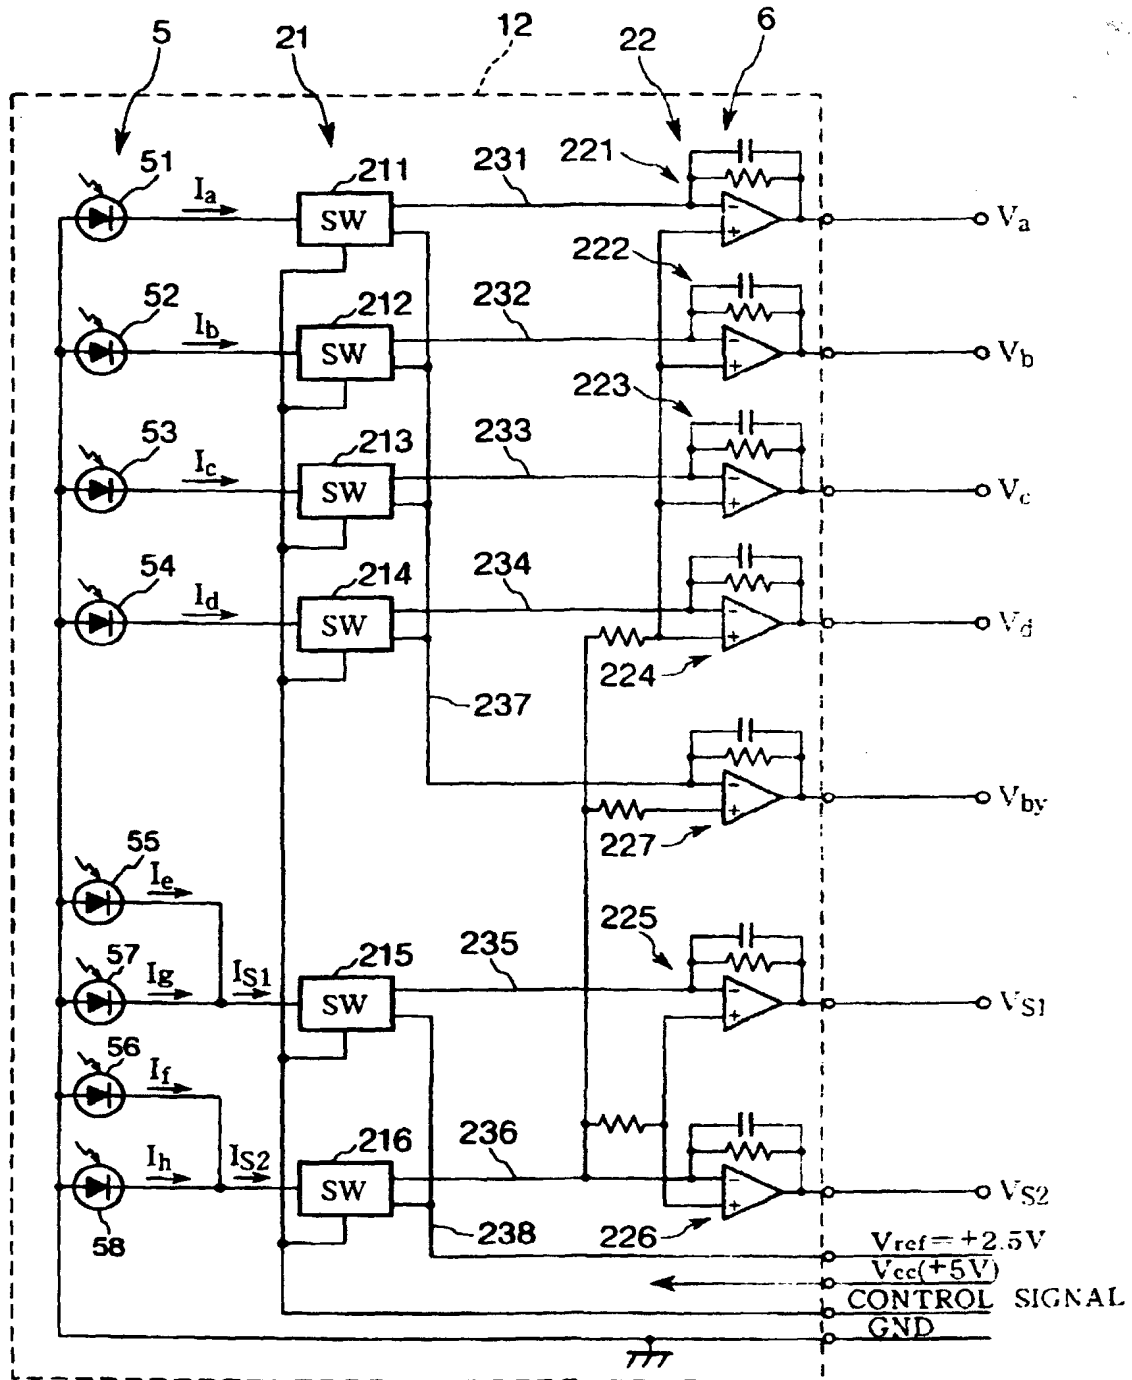 5 21 12 22 6
51 Ia 211 SW 231 221 Va
52 Ib 212 SW 232 222 Vb
53 Ic 213 SW 233 223 Vc
54 Id 214 SW 234 224 Vd
237
227 Vby
55 Ie
57 Ig IS1 215 SW 235 225 VS1
56 If
58 Ih IS2 216 SW 236 226 VS2
238
Vref=+2.5V
Vcc(+5V)
CONTROL SIGNAL
GND